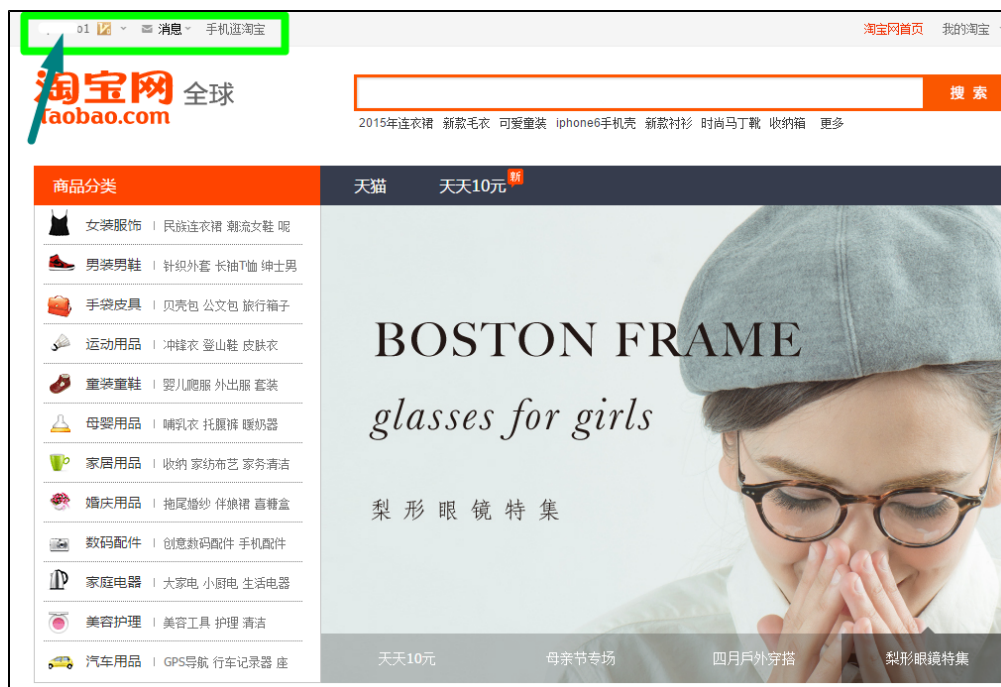 o1 V2 消息 手机逛淘宝 淘宝网首页 我的淘宝
淘宝网 全球
Taobao.com
搜 索
2015年连衣裙 新款毛衣 可爱童装 iphone6手机壳 新款衬衫 时尚马丁靴 收纳箱 更多
商品分类 天猫 天天10元 新
女装服饰 | 民族连衣裙 潮流女鞋 呢
男装男鞋 | 针织外套 长袖T恤 绅士男
手袋皮具 | 贝壳包 公文包 旅行箱子
运动用品 | 冲锋衣 登山鞋 皮肤衣
童装童鞋 | 婴儿爬服 外出服 套装
母婴用品 | 哺乳衣 托腹裤 暖奶器
家居用品 | 收纳 家纺布艺 家务清洁
婚庆用品 | 拖尾婚纱 伴娘裙 喜糖盒
数码配件 | 创意数码配件 手机配件
家庭电器 | 大家电 小厨电 生活电器
美容护理 | 美容工具 护理 清洁
汽车用品 | GPS导航 行车记录器 座
BOSTON FRAME
glasses for girls
梨形眼镜特集
天天10元 母亲节专场 四月戶外穿搭 梨形眼鏡特集